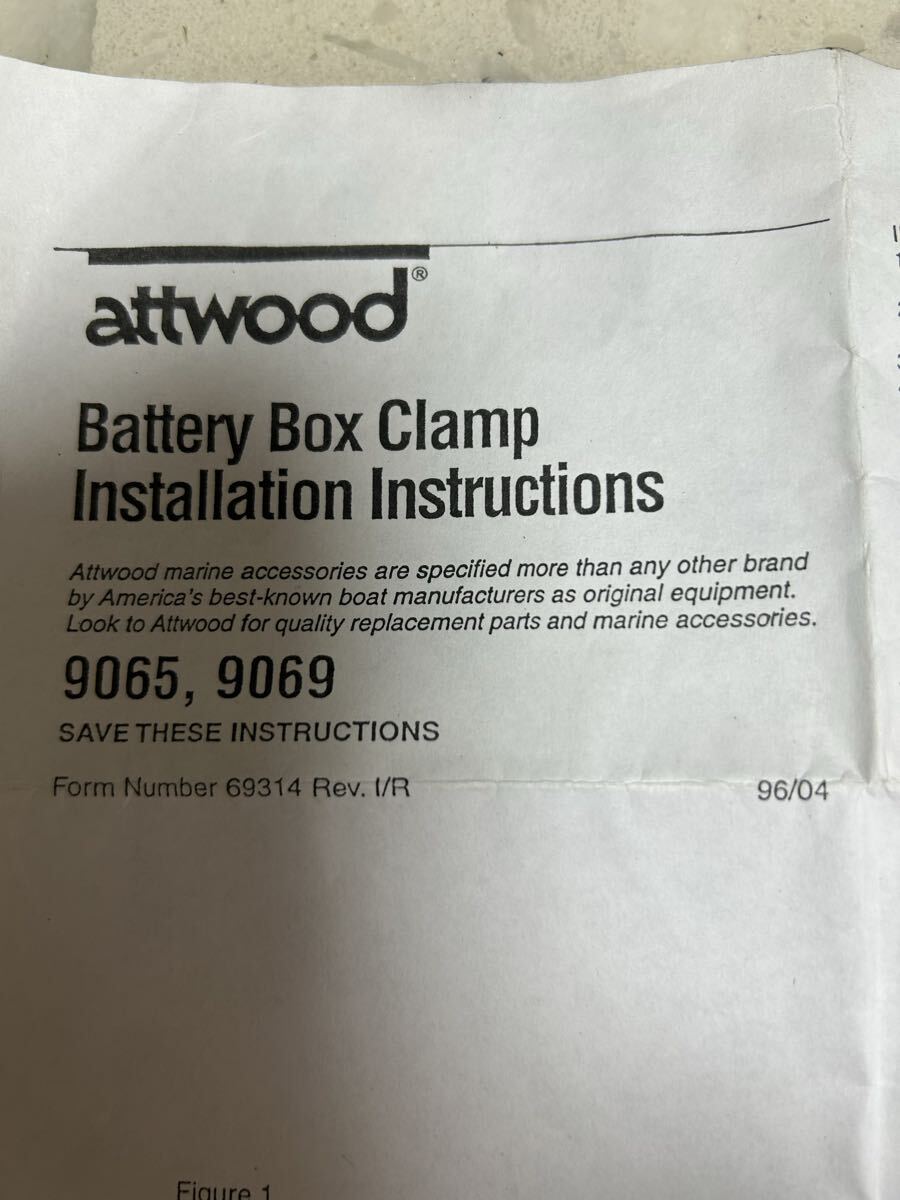 attwood®
Battery Box Clamp
Installation Instructions
Attwood marine accessories are specified more than any other brand
by America's best-known boat manufacturers as original equipment.
Look to Attwood for quality replacement parts and marine accessories.
9065, 9069
SAVE THESE INSTRUCTIONS
Form Number 69314 Rev. I/R 96/04
Figure 1